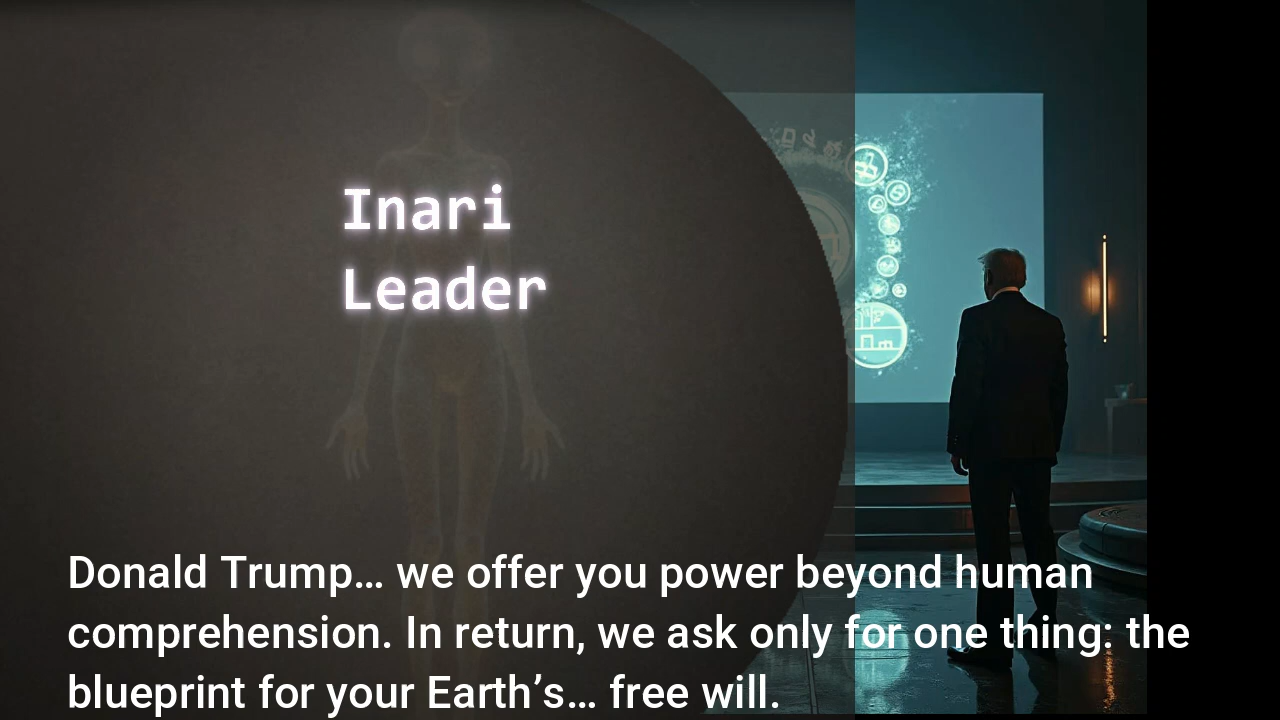 Inari
Leader
Donald Trump… we offer you power beyond human
comprehension. In return, we ask only for one thing: the
blueprint for your Earth’s… free will.